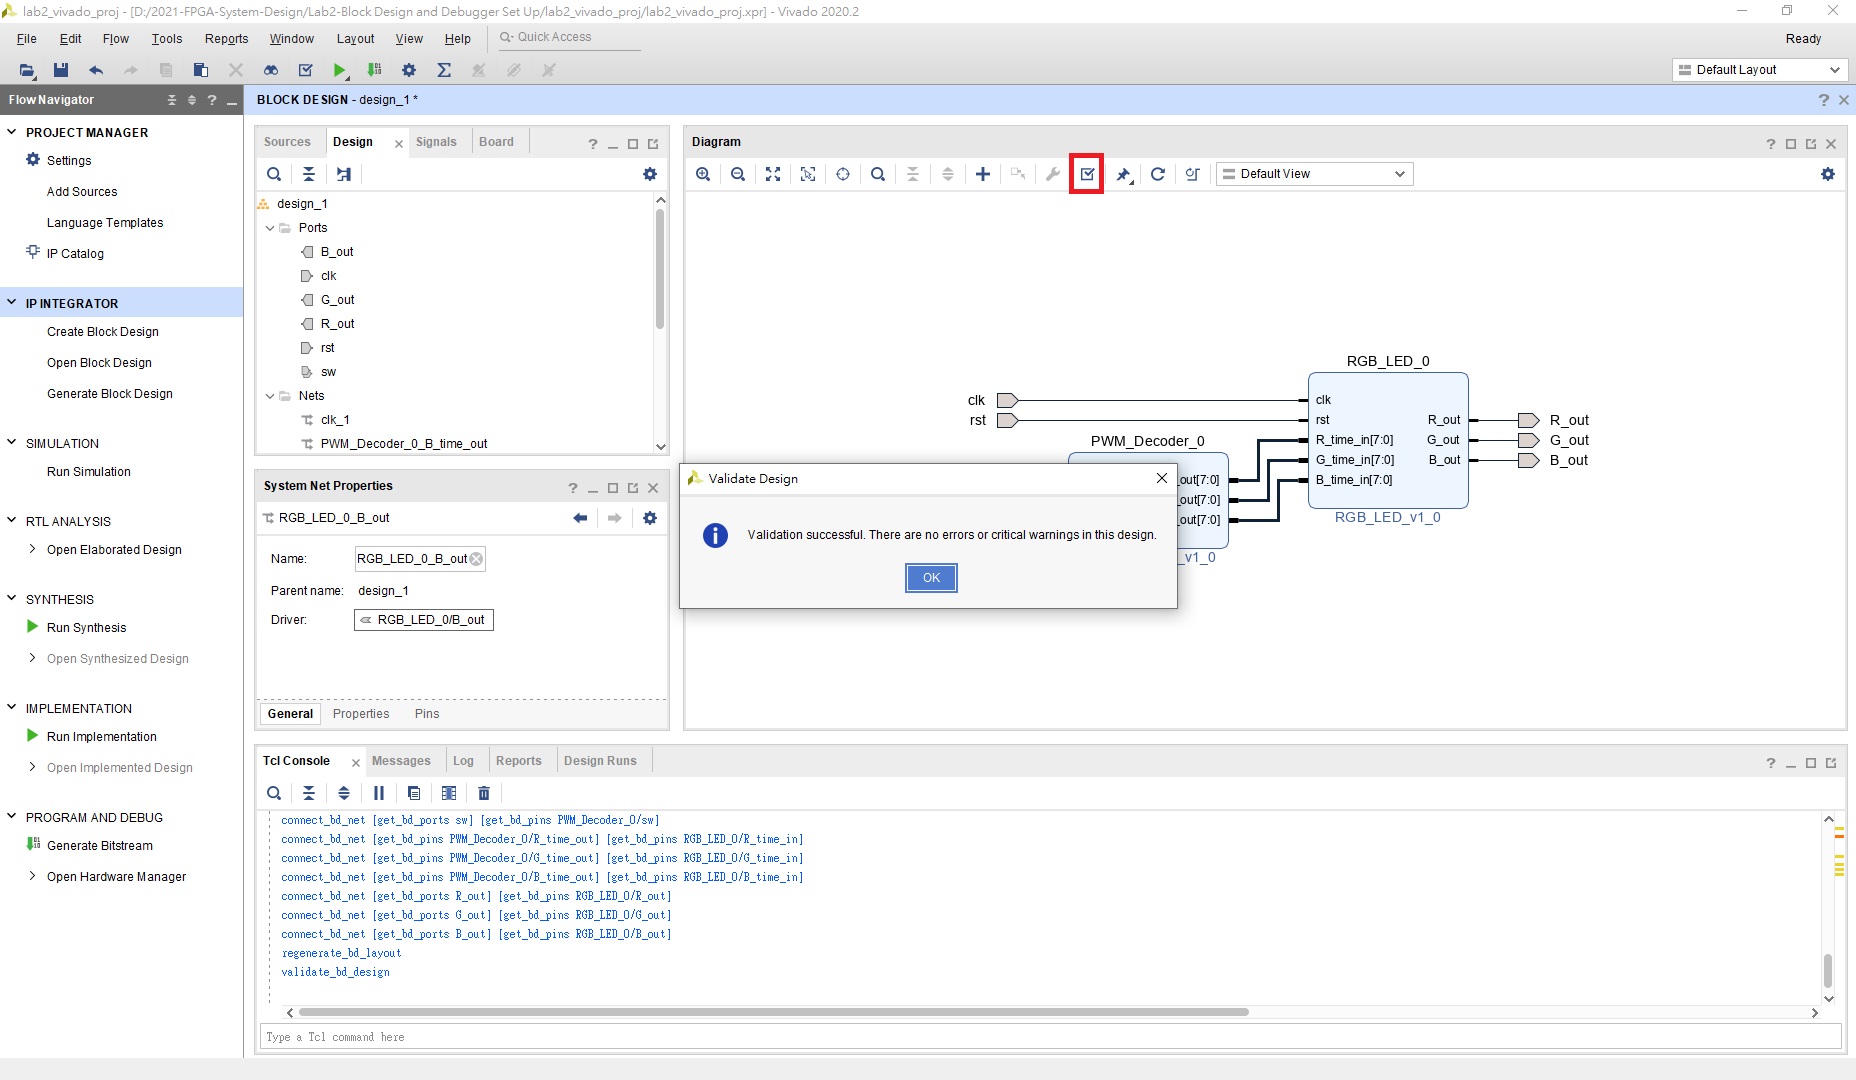 lab2_vivado_proj - [D:/2021-FPGA-System-Design/Lab2-Block Design and Debugger Set Up/lab2_vivado_proj/lab2_vivado_proj.xpr] - Vivado 2020.2
File Edit Flow Tools Reports Window Layout View Help Quick Access
Ready
Default Layout
Flow Navigator
PROJECT MANAGER
Settings
Add Sources
Language Templates
IP Catalog
IP INTEGRATOR
Create Block Design
Open Block Design
Generate Block Design
SIMULATION
Run Simulation
RTL ANALYSIS
Open Elaborated Design
SYNTHESIS
Run Synthesis
Open Synthesized Design
IMPLEMENTATION
Run Implementation
Open Implemented Design
PROGRAM AND DEBUG
Generate Bitstream
Open Hardware Manager
BLOCK DESIGN - design_1 *
Sources Design Signals Board
design_1
Ports
B_out
clk
G_out
R_out
rst
sw
Nets
clk_1
PWM_Decoder_0_B_time_out
System Net Properties
RGB_LED_0_B_out
Name: RGB_LED_0_B_out
Parent name: design_1
Driver: RGB_LED_0/B_out
General Properties Pins
Diagram
Default View
RGB_LED_0
clk
rst
clk
rst
R_time_in[7:0]
G_time_in[7:0]
B_time_in[7:0]
R_out
G_out
B_out
R_out
G_out
B_out
RGB_LED_v1_0
PWM_Decoder_0
_out[7:0]
_out[7:0]
_out[7:0]
_v1_0
Validate Design
Validation successful. There are no errors or critical warnings in this design.
OK
Tcl Console Messages Log Reports Design Runs
connect_bd_net [get_bd_ports sw] [get_bd_pins PWM_Decoder_0/sw]
connect_bd_net [get_bd_pins PWM_Decoder_0/R_time_out] [get_bd_pins RGB_LED_0/R_time_in]
connect_bd_net [get_bd_pins PWM_Decoder_0/G_time_out] [get_bd_pins RGB_LED_0/G_time_in]
connect_bd_net [get_bd_pins PWM_Decoder_0/B_time_out] [get_bd_pins RGB_LED_0/B_time_in]
connect_bd_net [get_bd_ports R_out] [get_bd_pins RGB_LED_0/R_out]
connect_bd_net [get_bd_ports G_out] [get_bd_pins RGB_LED_0/G_out]
connect_bd_net [get_bd_ports B_out] [get_bd_pins RGB_LED_0/B_out]
regenerate_bd_layout
validate_bd_design
Type a Tcl command here